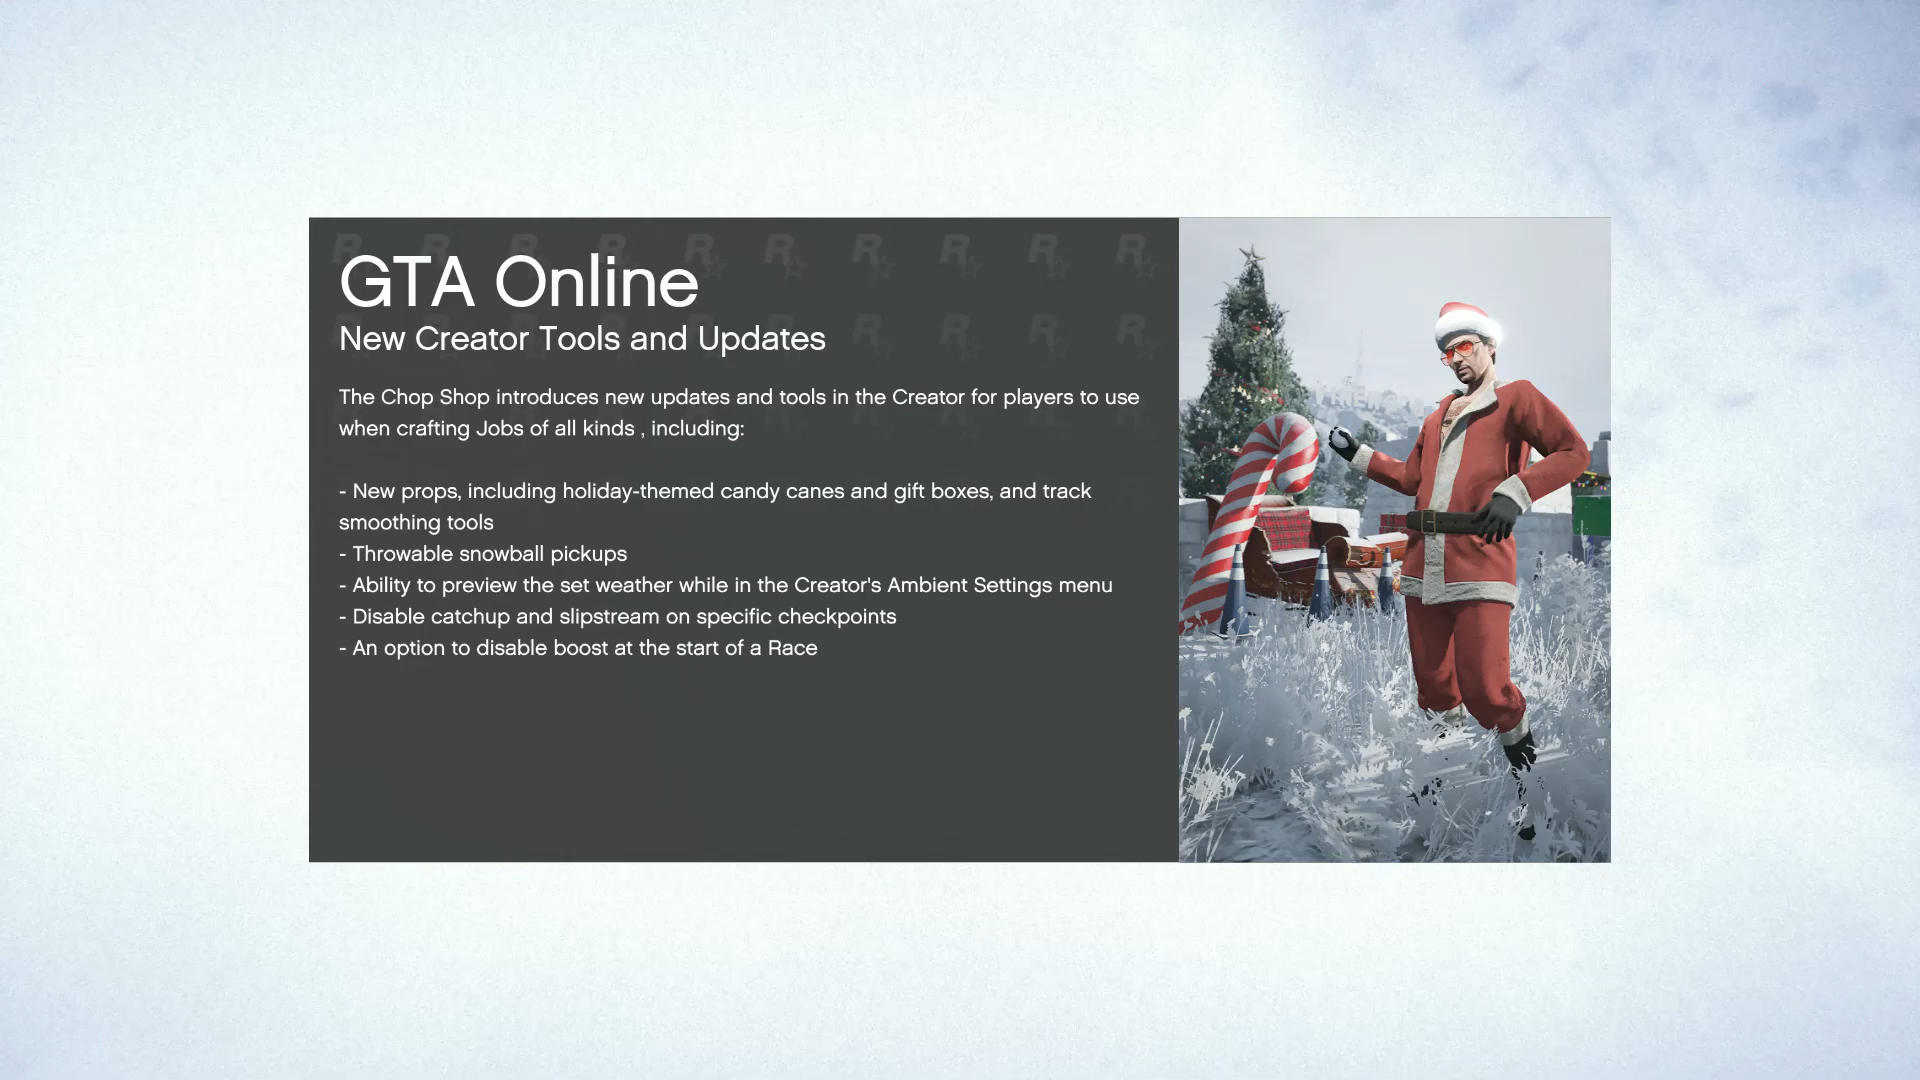 GTA Online
New Creator Tools and Updates
The Chop Shop introduces new updates and tools in the Creator for players to use
when crafting Jobs of all kinds , including:
- New props, including holiday-themed candy canes and gift boxes, and track
smoothing tools
- Throwable snowball pickups
- Ability to preview the set weather while in the Creator's Ambient Settings menu
- Disable catchup and slipstream on specific checkpoints
- An option to disable boost at the start of a Race